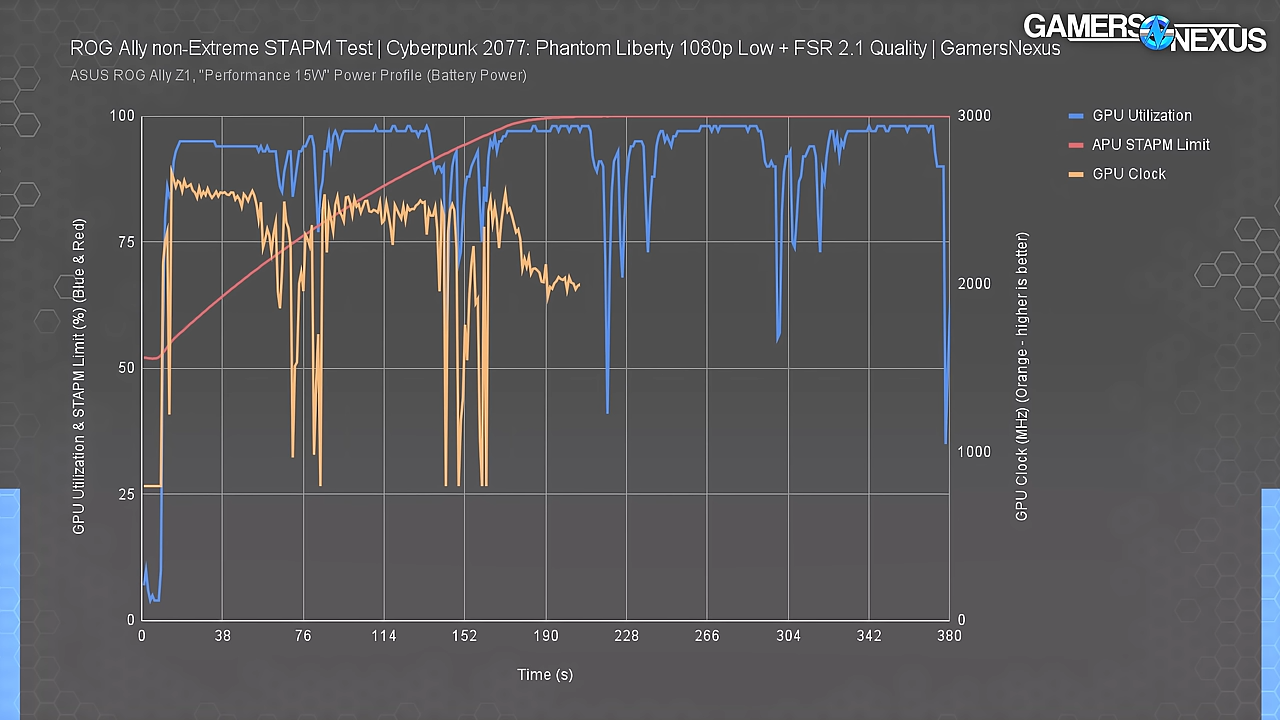 ROG Ally non-Extreme STAPM Test | Cyberpunk 2077: Phantom Liberty 1080p Low + FSR 2.1 Quality | GamersNexus
GAMERS NEXUS
ASUS ROG Ally Z1, "Performance 15W" Power Profile (Battery Power)
GPU Utilization
APU STAPM Limit
GPU Clock
GPU Utilization & STAPM Limit (%) (Blue & Red)
100
75
50
25
0
3000
2000
1000
0
GPU Clock (MHz) (Orange - higher is better)
0 38 76 114 152 190 228 266 304 342 380
Time (s)